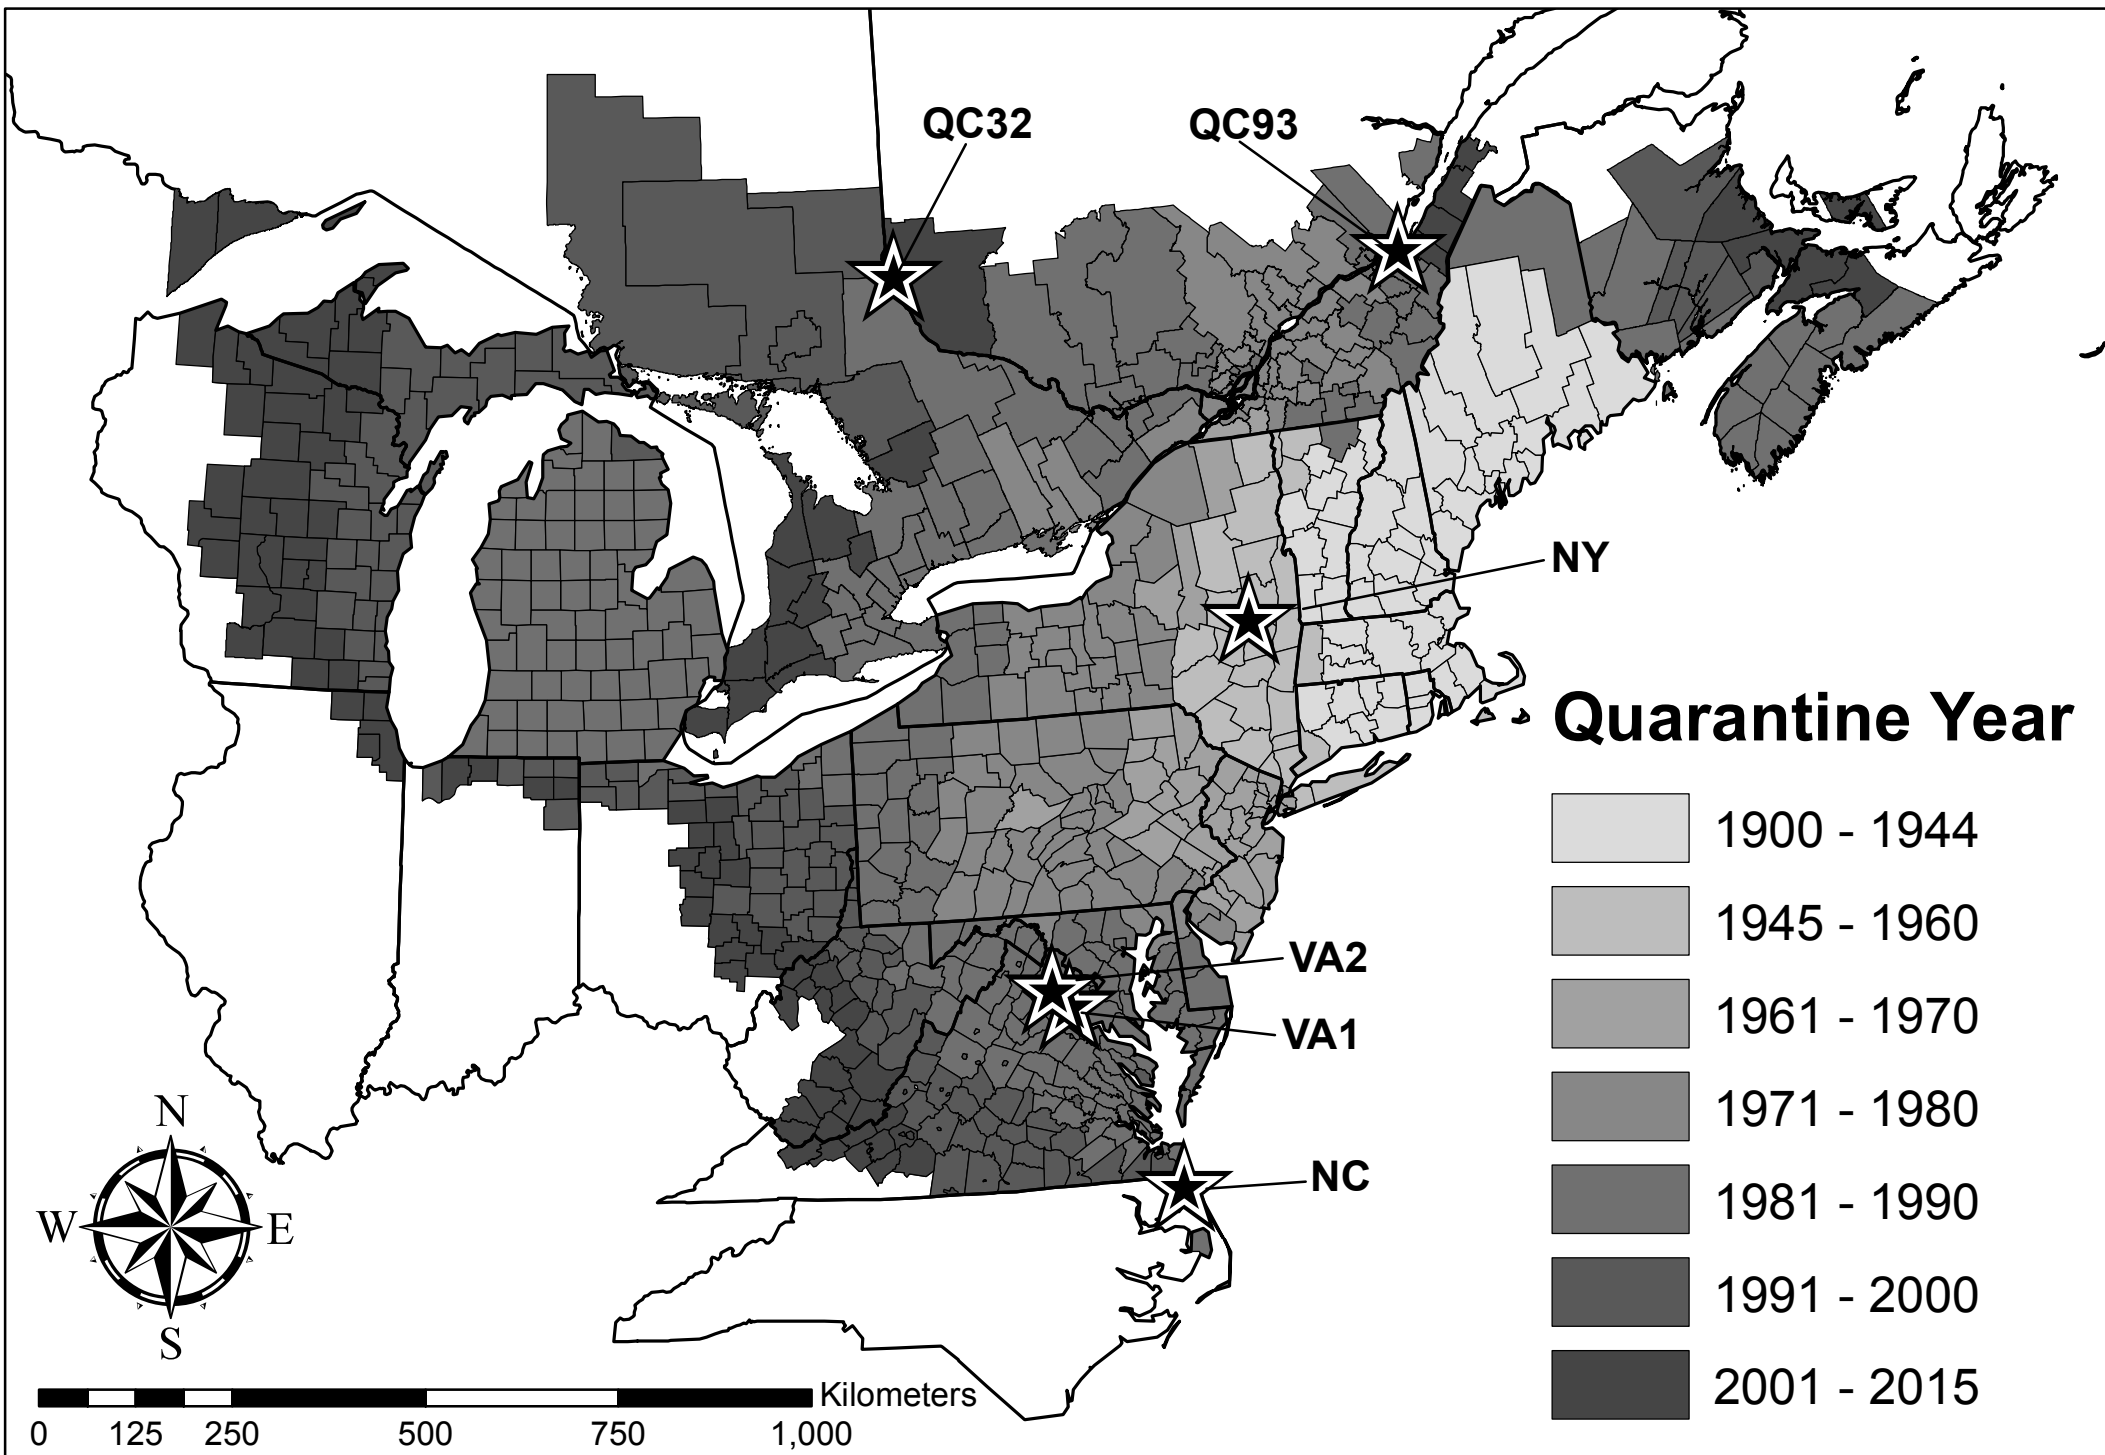 QC32
QC93
NY
Quarantine Year
1900 - 1944
1945 - 1960
1961 - 1970
1971 - 1980
1981 - 1990
1991 - 2000
2001 - 2015
VA2
VA1
NC
N
W
E
S
Kilometers
0 125 250 500 750 1,000